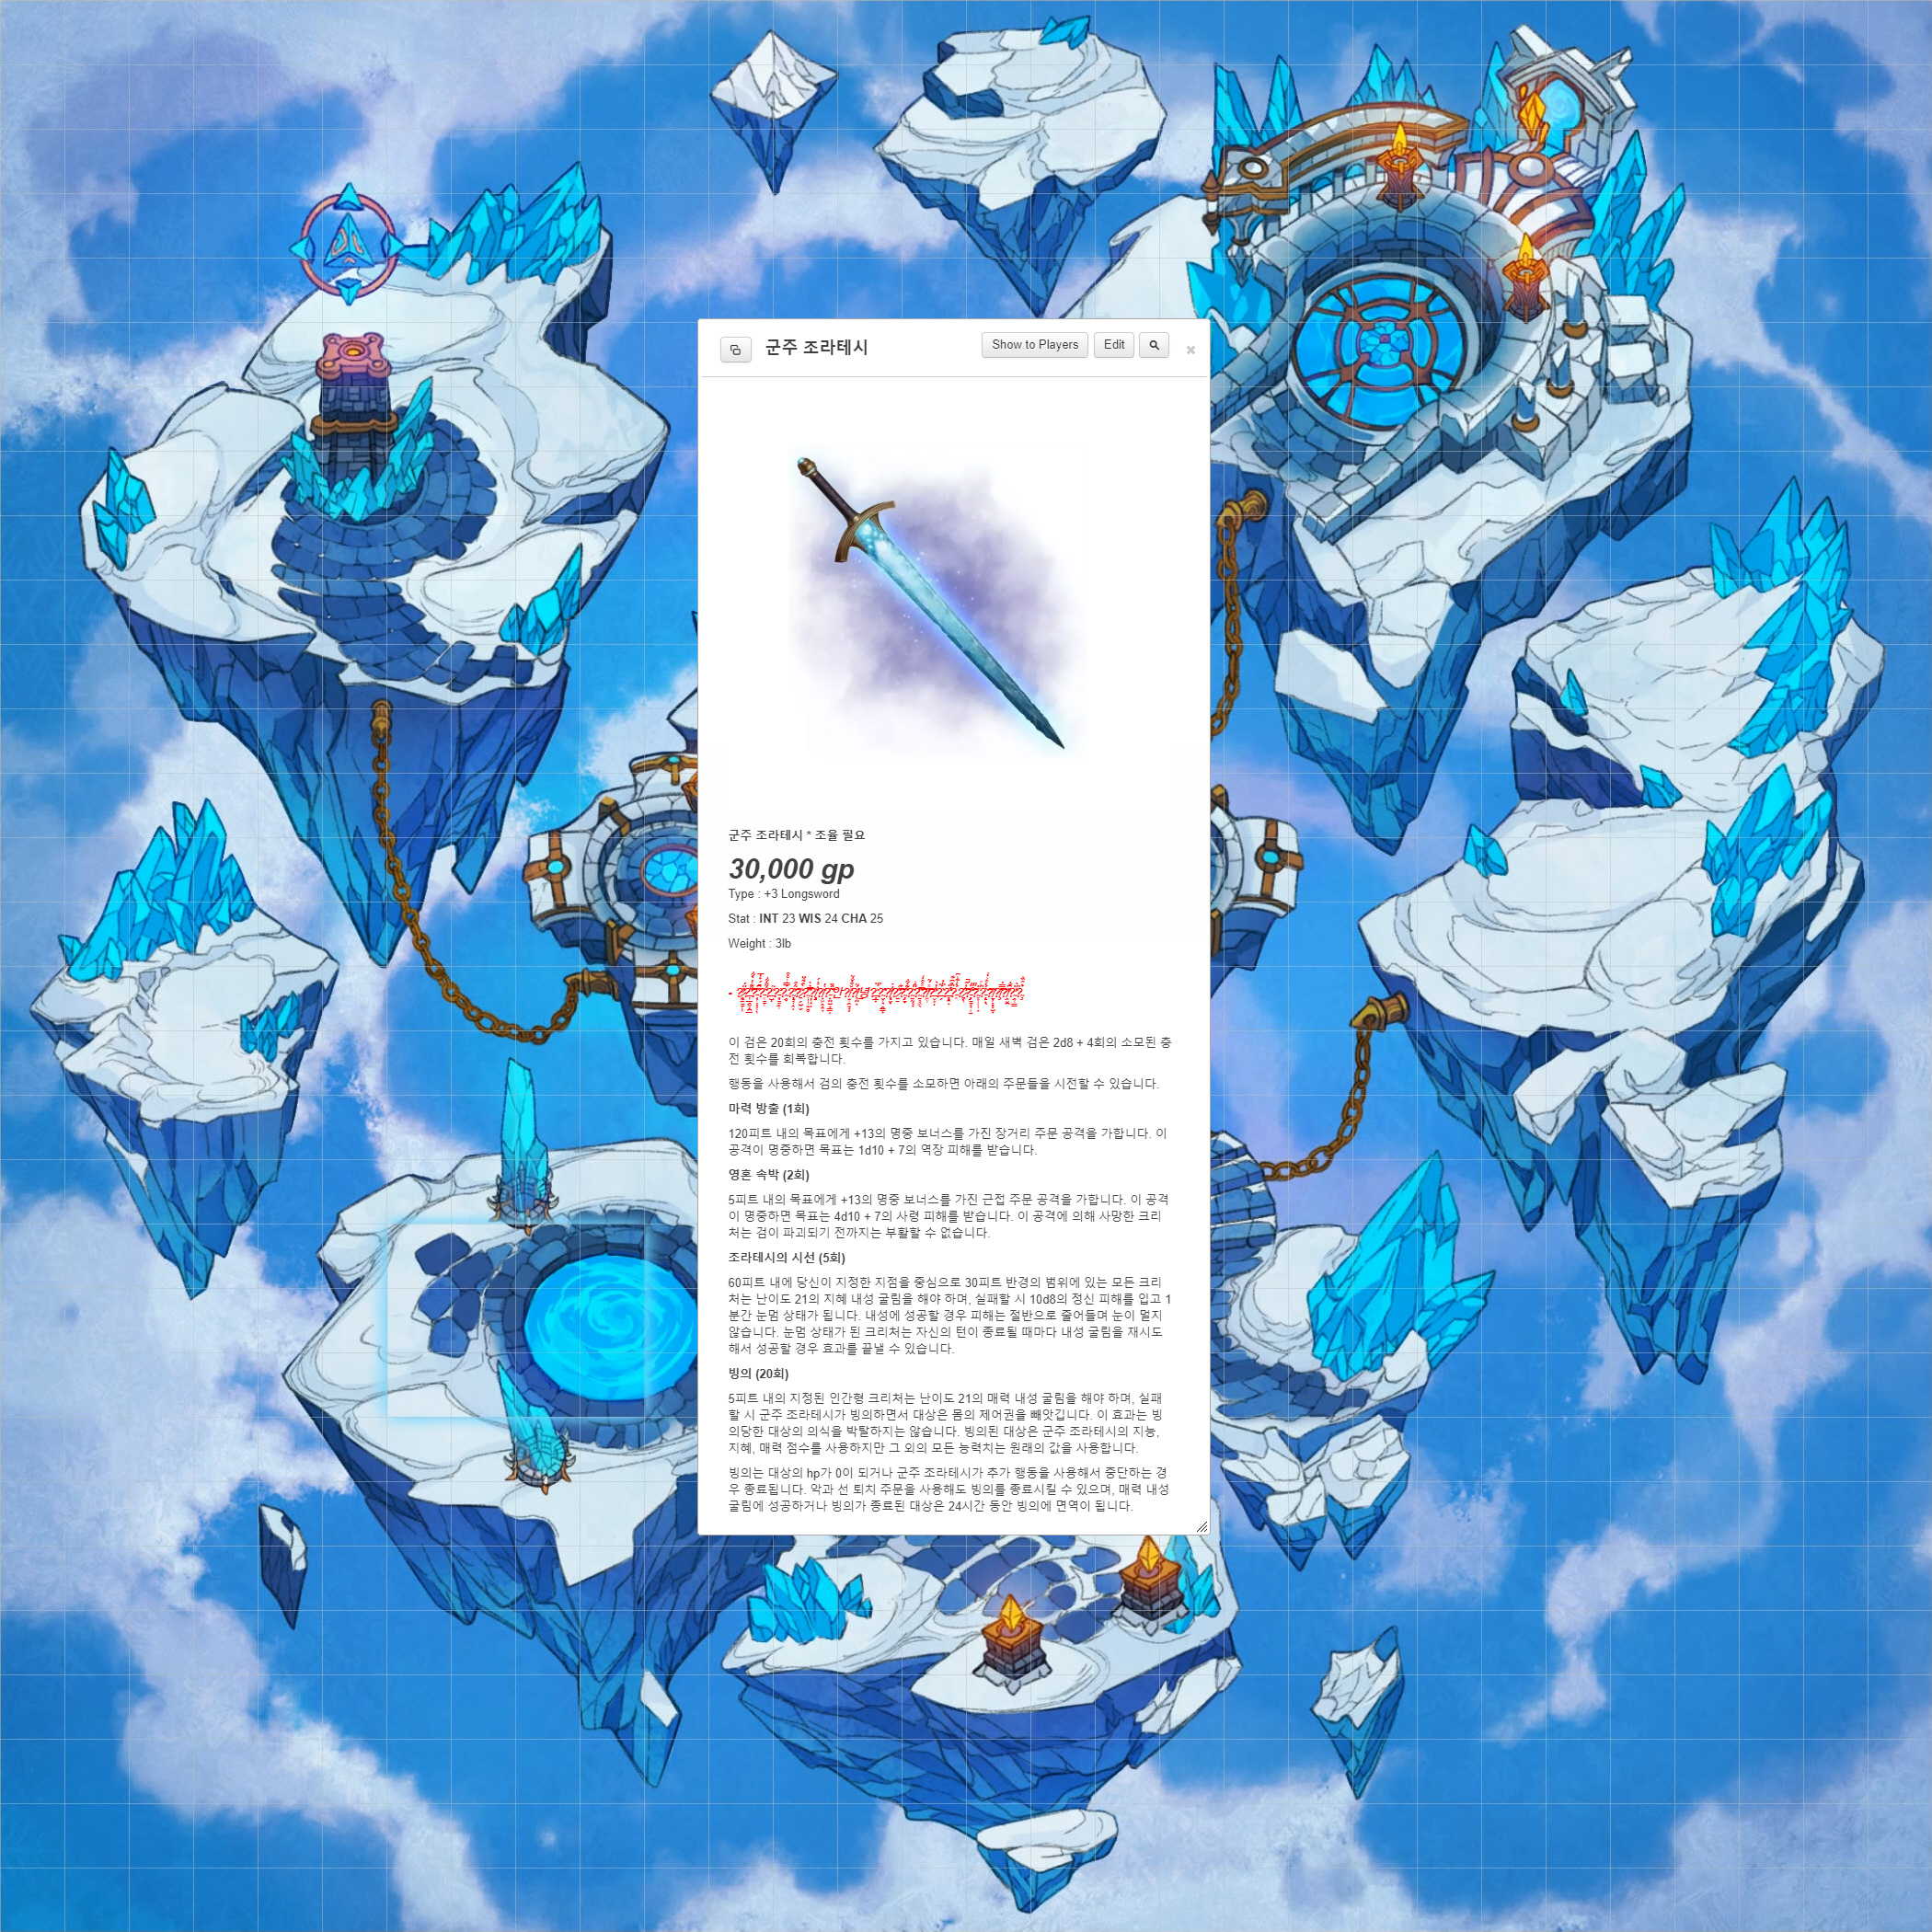 군주 조라테시
Show to Players
Edit
군주 조라테시 * 조율 필요
30,000 gp
Type : +3 Longsword
Stat : INT 23 WIS 24 CHA 25
Weight : 3lb
이 검은 20회의 충전 횟수를 가지고 있습니다. 매일 새벽 검은 2d8 + 4회의 소모된 충
전 횟수를 회복합니다.
행동을 사용해서 검의 충전 횟수를 소모하면 아래의 주문들을 시전할 수 있습니다.
마력 방출 (1회)
120피트 내의 목표에게 +13의 명중 보너스를 가진 장거리 주문 공격을 가합니다. 이
공격이 명중하면 목표는 1d10 + 7의 역장 피해를 받습니다.
영혼 속박 (2회)
5피트 내의 목표에게 +13의 명중 보너스를 가진 근접 주문 공격을 가합니다. 이 공격
이 명중하면 목표는 4d10 + 7의 사령 피해를 받습니다. 이 공격에 의해 사망한 크리
처는 검이 파괴되기 전까지는 부활할 수 없습니다.
조라테시의 시선 (5회)
60피트 내에 당신이 지정한 지점을 중심으로 30피트 반경의 범위에 있는 모든 크리
처는 난이도 21의 지혜 내성 굴림을 해야 하며, 실패할 시 10d8의 정신 피해를 입고 1
분간 눈멈 상태가 됩니다. 내성에 성공할 경우 피해는 절반으로 줄어들며 눈이 멀지
않습니다. 눈멈 상태가 된 크리처는 자신의 턴이 종료될 때마다 내성 굴림을 재시도
해서 성공할 경우 효과를 끝낼 수 있습니다.
빙의 (20회)
5피트 내의 지정된 인간형 크리처는 난이도 21의 매력 내성 굴림을 해야 하며, 실패
할 시 군주 조라테시가 빙의하면서 대상은 몸의 제어권을 빼앗깁니다. 이 효과는 빙
의당한 대상의 의식을 박탈하지는 않습니다. 빙의된 대상은 군주 조라테시의 지능,
지혜, 매력 점수를 사용하지만 그 외의 모든 능력치는 원래의 값을 사용합니다.
빙의는 대상의 hp가 0이 되거나 군주 조라테시가 추가 행동을 사용해서 중단하는 경
우 종료됩니다. 악과 선 퇴치 주문을 사용해도 빙의를 종료시킬 수 있으며, 매력 내성
굴림에 성공하거나 빙의가 종료된 대상은 24시간 동안 빙의에 면역이 됩니다.